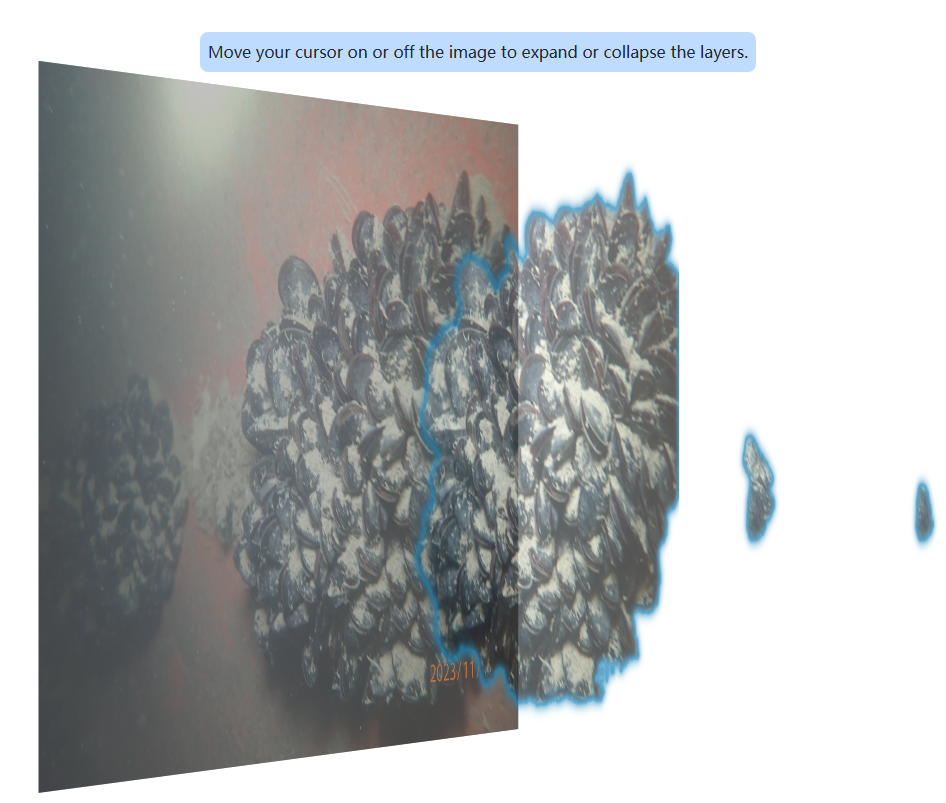 Move your cursor on or off the image to expand or collapse the layers.
2023/11